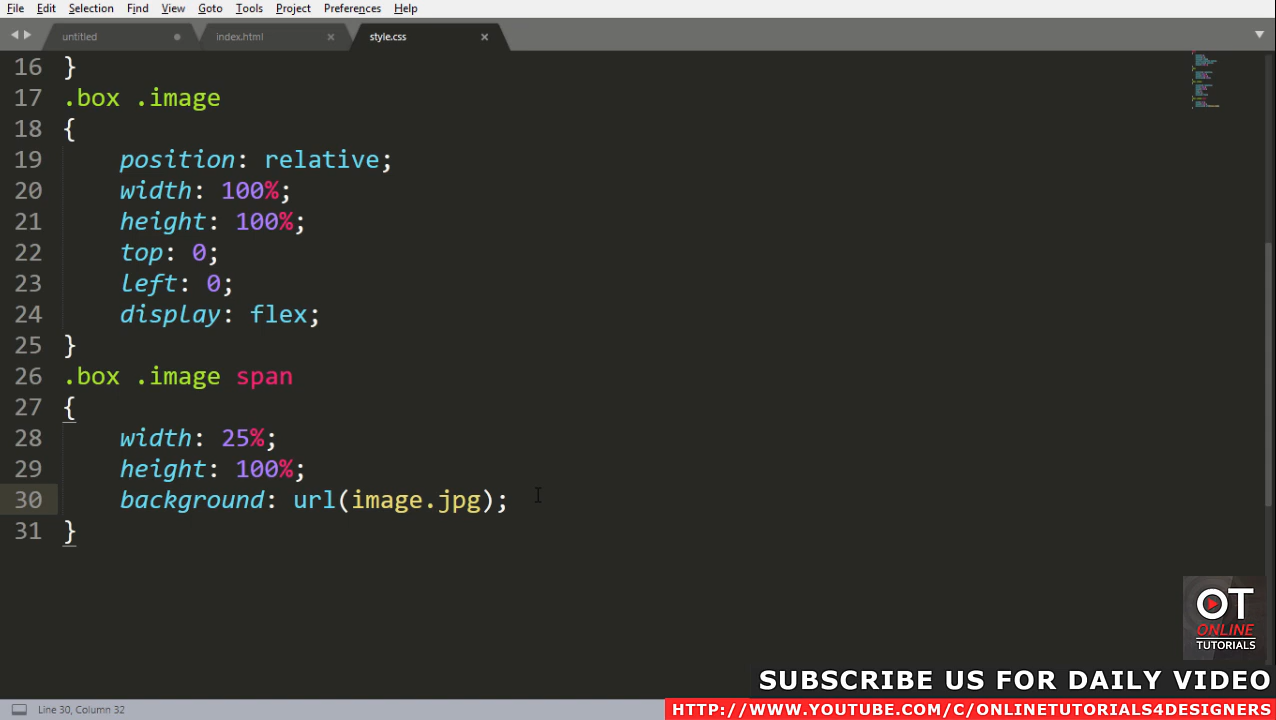 File Edit Selection Find View Goto Tools Project Preferences Help
untitled index.html style.css
16 }
17 .box .image
18 {
19 position: relative;
20 width: 100%;
21 height: 100%;
22 top: 0;
23 left: 0;
24 display: flex;
25 }
26 .box .image span
27 {
28 width: 25%;
29 height: 100%;
30 background: url(image.jpg);
31 }
OT
ONLINE
TUTORIALS
SUBSCRIBE US FOR DAILY VIDEO
HTTP://WWW.YOUTUBE.COM/C/ONLINETUTORIALS4DESIGNERS
Line 30, Column 32